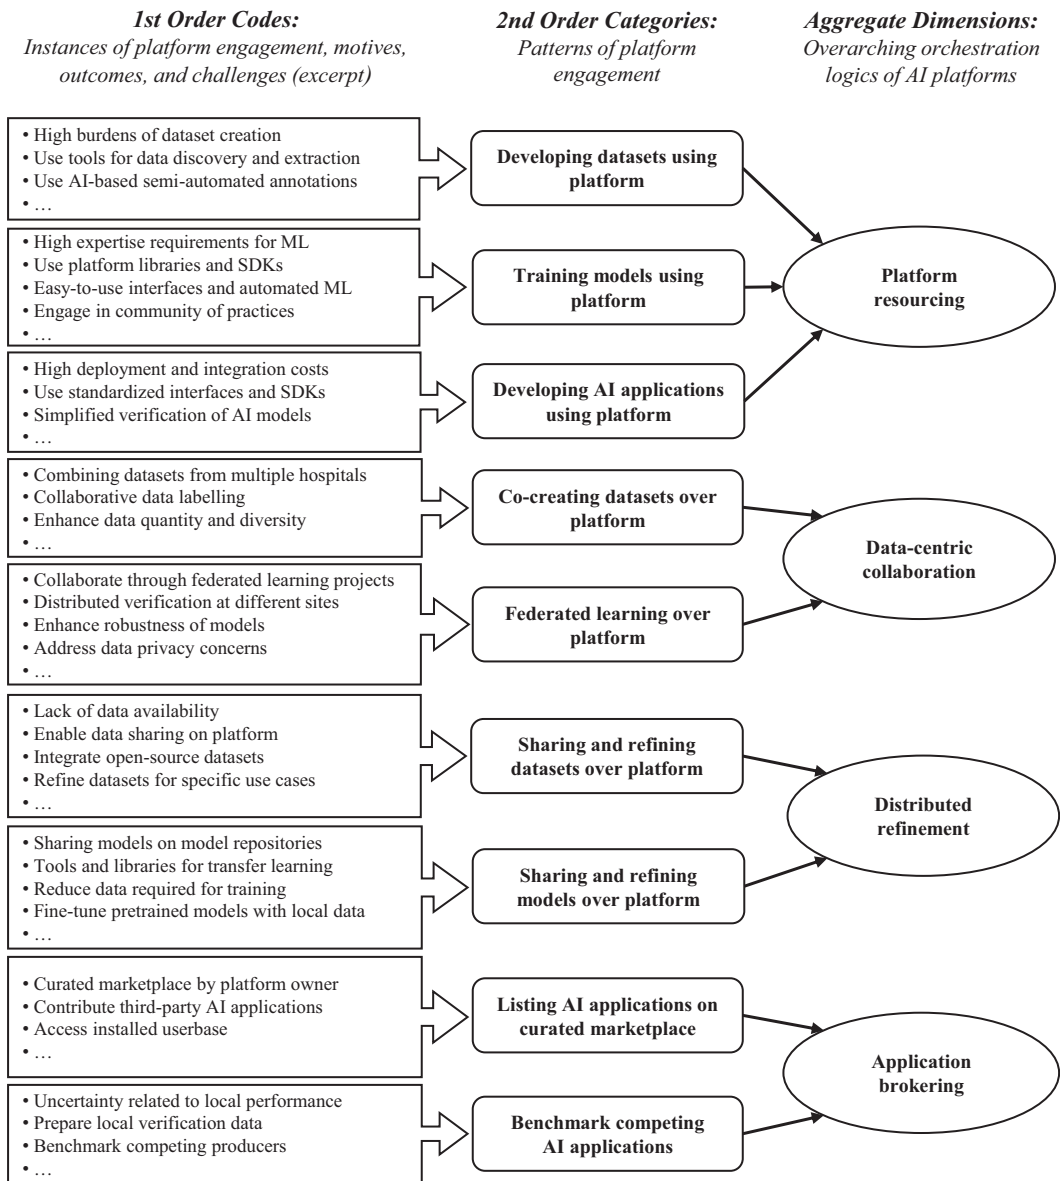 1st Order Codes:
Instances of platform engagement, motives,
outcomes, and challenges (excerpt)
2nd Order Categories:
Patterns of platform
engagement
Aggregate Dimensions:
Overarching orchestration
logics of AI platforms
• High burdens of dataset creation
• Use tools for data discovery and extraction
• Use AI-based semi-automated annotations
• …
Developing datasets using
platform
• High expertise requirements for ML
• Use platform libraries and SDKs
• Easy-to-use interfaces and automated ML
• Engage in community of practices
• …
Training models using
platform
• High deployment and integration costs
• Use standardized interfaces and SDKs
• Simplified verification of AI models
• …
Developing AI applications
using platform
Platform
resourcing
• Combining datasets from multiple hospitals
• Collaborative data labelling
• Enhance data quantity and diversity
• …
Co-creating datasets over
platform
• Collaborate through federated learning projects
• Distributed verification at different sites
• Enhance robustness of models
• Address data privacy concerns
• …
Federated learning over
platform
Data-centric
collaboration
• Lack of data availability
• Enable data sharing on platform
• Integrate open-source datasets
• Refine datasets for specific use cases
• …
Sharing and refining
datasets over platform
• Sharing models on model repositories
• Tools and libraries for transfer learning
• Reduce data required for training
• Fine-tune pretrained models with local data
• …
Sharing and refining
models over platform
Distributed
refinement
• Curated marketplace by platform owner
• Contribute third-party AI applications
• Access installed userbase
• …
Listing AI applications on
curated marketplace
• Uncertainty related to local performance
• Prepare local verification data
• Benchmark competing producers
• …
Benchmark competing
AI applications
Application
brokering